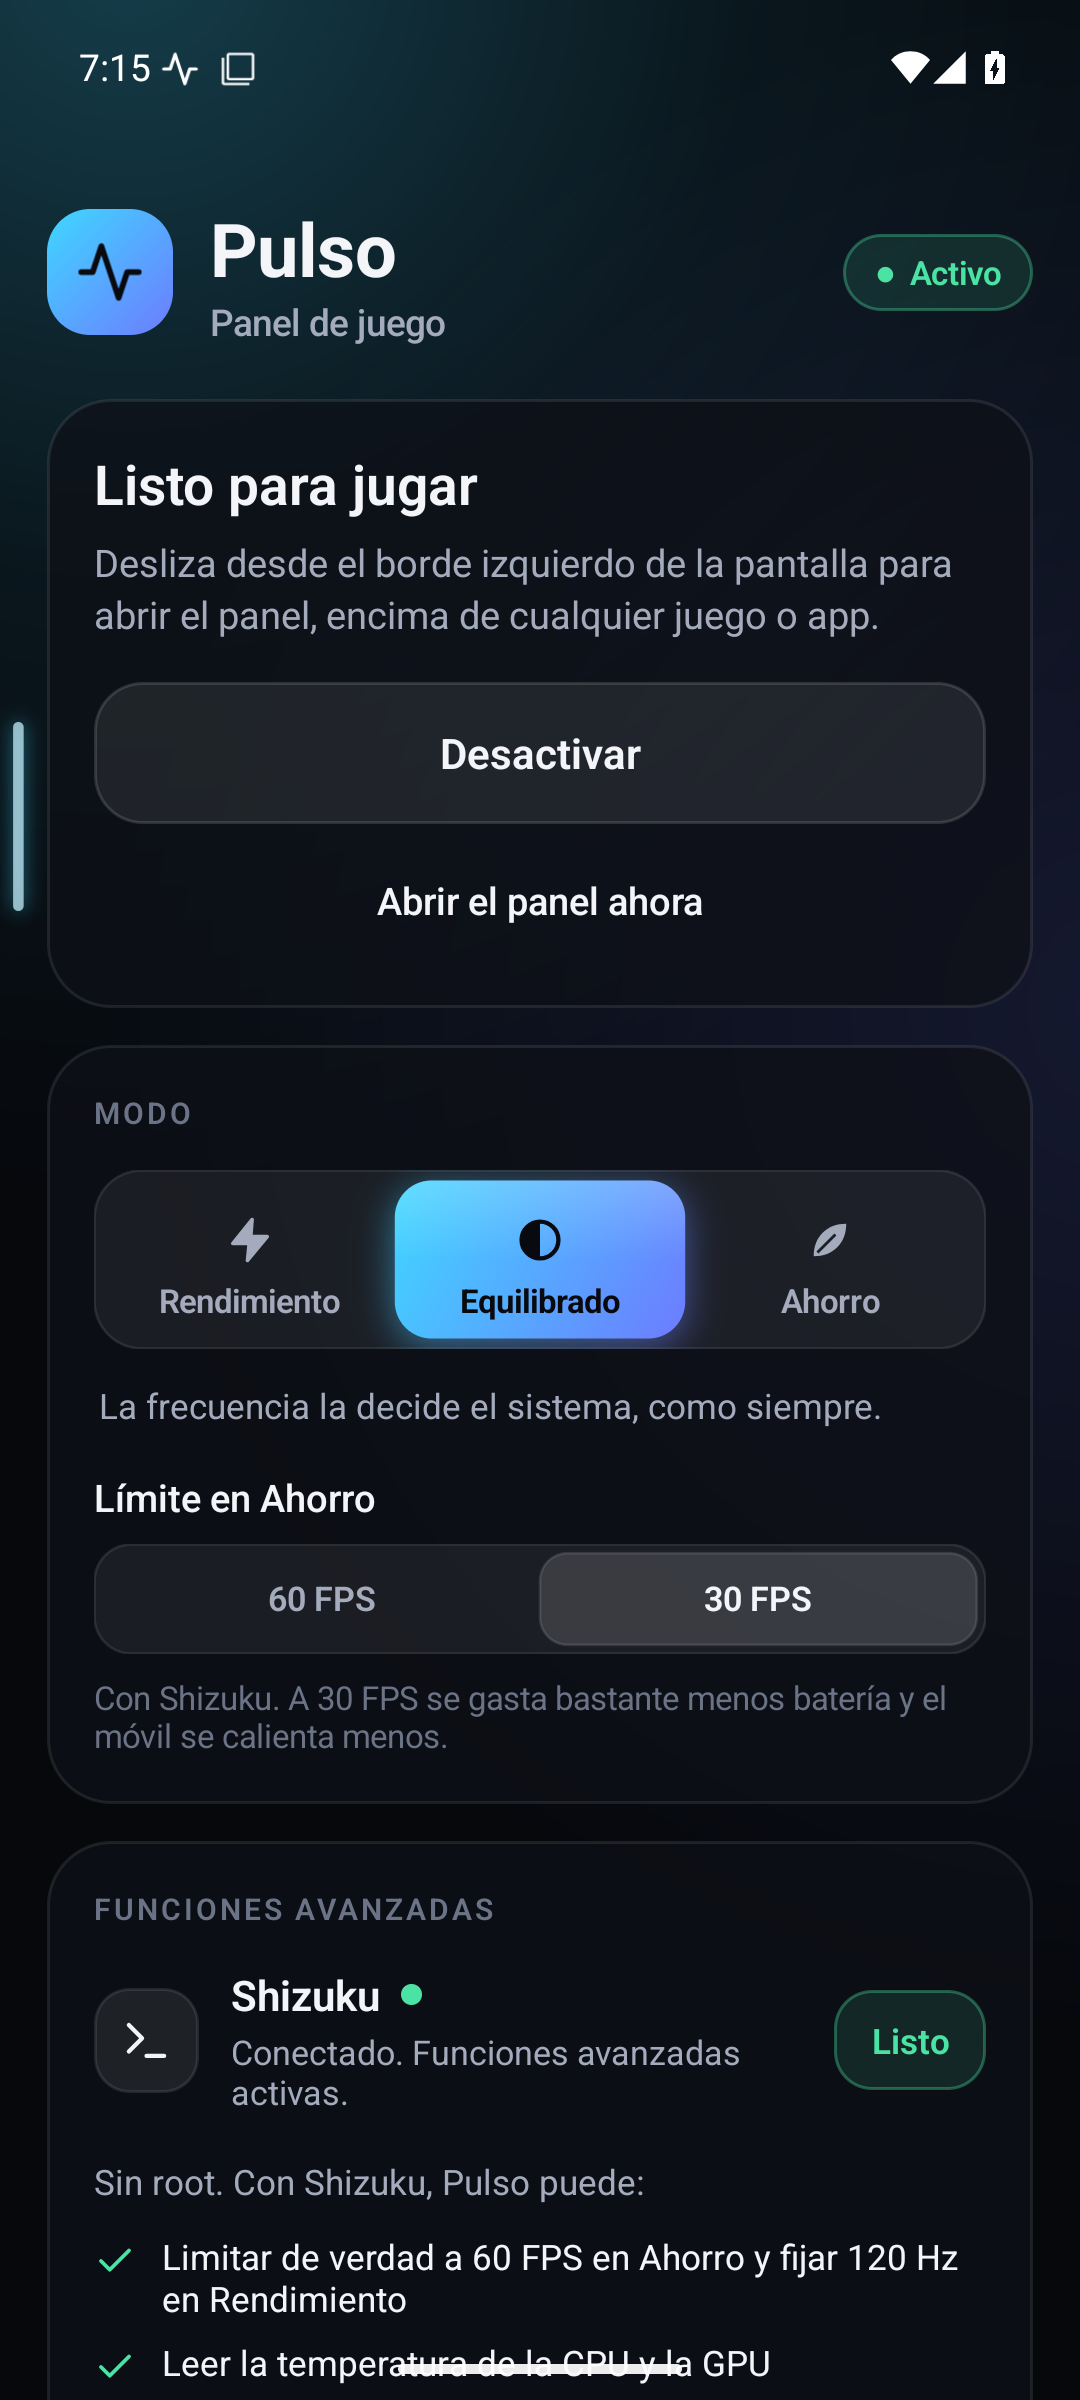 7:15
Pulso
Panel de juego
Activo
Listo para jugar
Desliza desde el borde izquierdo de la pantalla para
abrir el panel, encima de cualquier juego o app.
Desactivar
Abrir el panel ahora
MODO
Rendimiento
Equilibrado
Ahorro
La frecuencia la decide el sistema, como siempre.
Límite en Ahorro
60 FPS
30 FPS
Con Shizuku. A 30 FPS se gasta bastante menos batería y el
móvil se calienta menos.
FUNCIONES AVANZADAS
Shizuku
Conectado. Funciones avanzadas
activas.
Listo
Sin root. Con Shizuku, Pulso puede:
Limitar de verdad a 60 FPS en Ahorro y fijar 120 Hz
en Rendimiento
Leer la temperatura de la CPU y la GPU